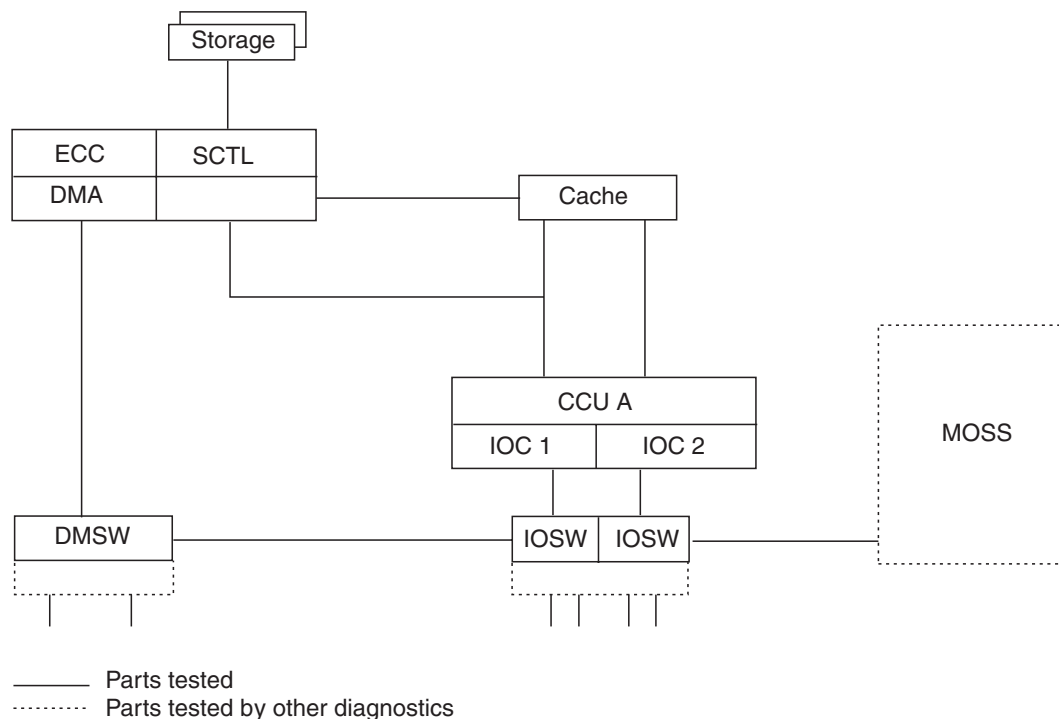 Storage
ECC
SCTL
DMA
Cache
CCU A
IOC 1
IOC 2
MOSS
DMSW
IOSW
IOSW
Parts tested
Parts tested by other diagnostics